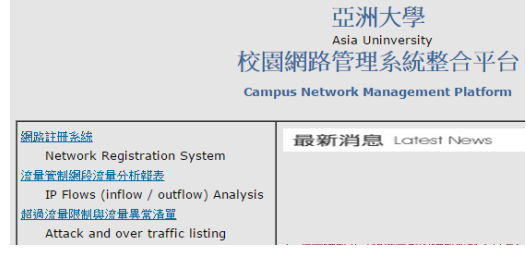 亞洲大學
Asia Uninversity
校園網路管理系統整合平台
Campus Network Management Platform
網路註冊系統
Network Registration System
流量管制網段流量分析報表
IP Flows (inflow / outflow) Analysis
超過流量限制與流量異常清單
Attack and over traffic listing
最新消息 Latest News